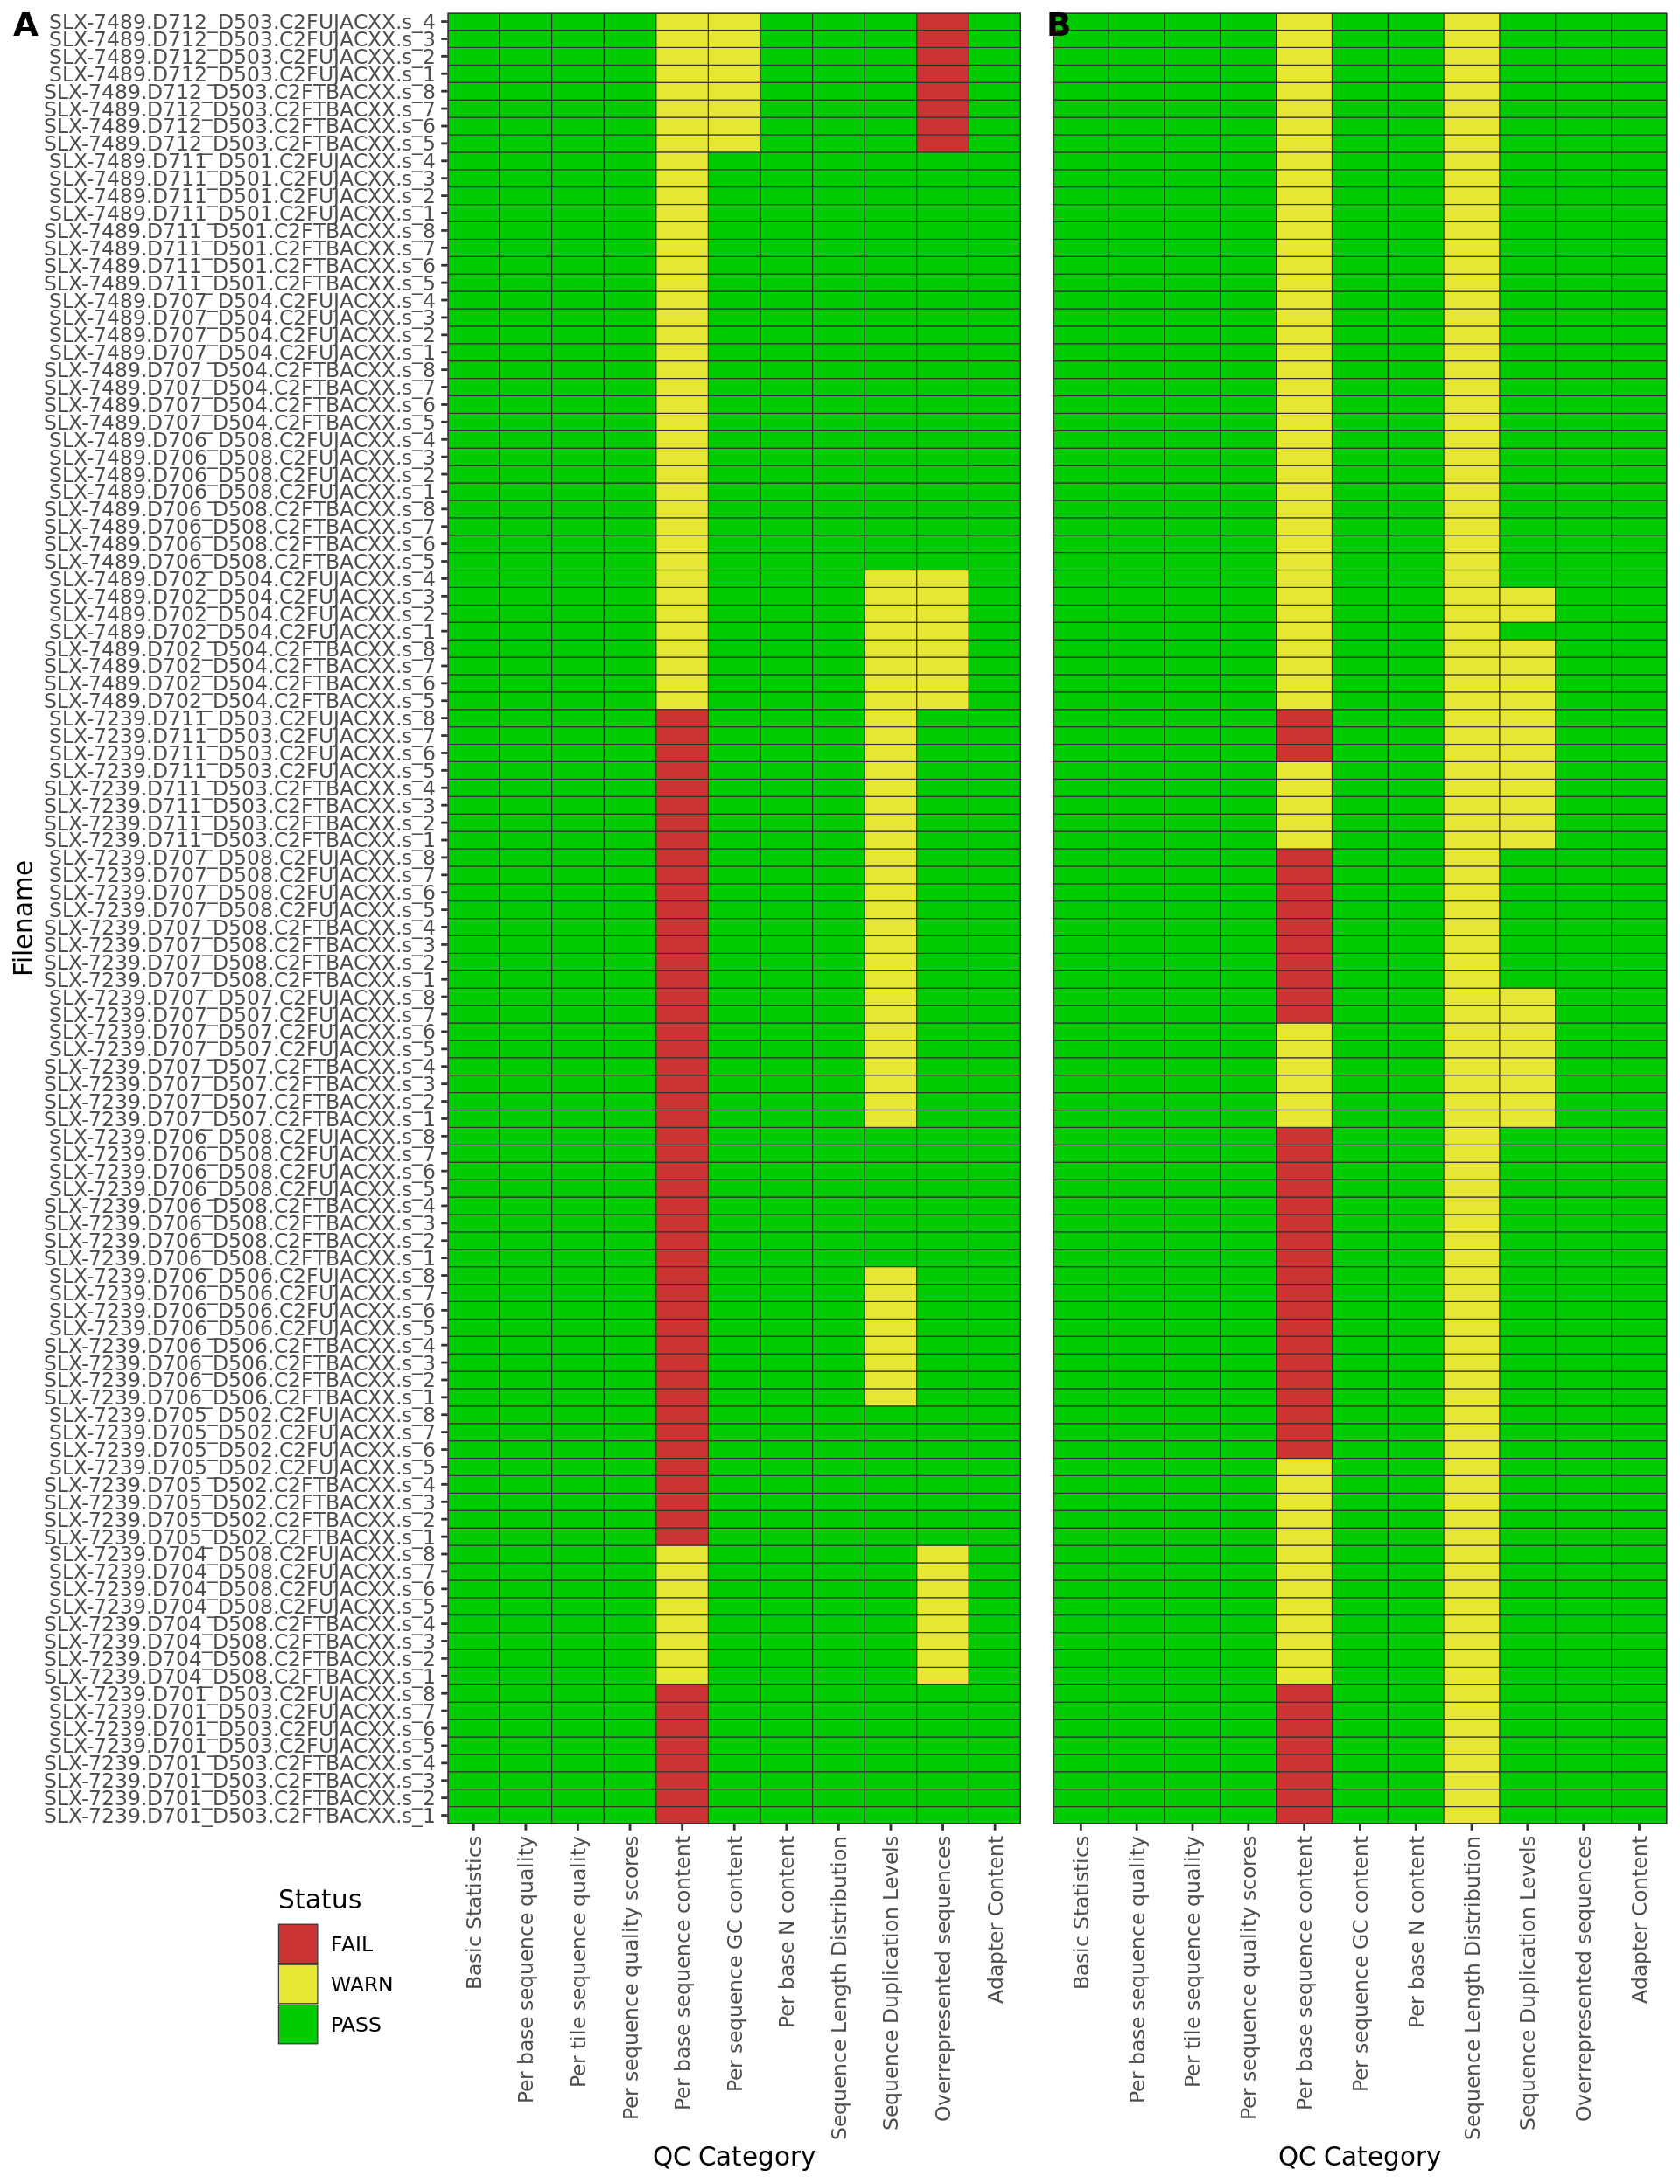 A
B
SLX-7489.D712_D503.C2FUJACXX.s_4
SLX-7489.D712_D503.C2FUJACXX.s_3
SLX-7489.D712_D503.C2FUJACXX.s_2
SLX-7489.D712_D503.C2FUJACXX.s_1
SLX-7489.D712_D503.C2FTBACXX.s_8
SLX-7489.D712_D503.C2FTBACXX.s_7
SLX-7489.D712_D503.C2FTBACXX.s_6
SLX-7489.D712_D503.C2FTBACXX.s_5
SLX-7489.D711_D501.C2FUJACXX.s_4
SLX-7489.D711_D501.C2FUJACXX.s_3
SLX-7489.D711_D501.C2FUJACXX.s_2
SLX-7489.D711_D501.C2FUJACXX.s_1
SLX-7489.D711_D501.C2FTBACXX.s_8
SLX-7489.D711_D501.C2FTBACXX.s_7
SLX-7489.D711_D501.C2FTBACXX.s_6
SLX-7489.D711_D501.C2FTBACXX.s_5
SLX-7489.D707_D504.C2FUJACXX.s_4
SLX-7489.D707_D504.C2FUJACXX.s_3
SLX-7489.D707_D504.C2FUJACXX.s_2
SLX-7489.D707_D504.C2FUJACXX.s_1
SLX-7489.D707_D504.C2FTBACXX.s_8
SLX-7489.D707_D504.C2FTBACXX.s_7
SLX-7489.D707_D504.C2FTBACXX.s_6
SLX-7489.D707_D504.C2FTBACXX.s_5
SLX-7489.D706_D508.C2FUJACXX.s_4
SLX-7489.D706_D508.C2FUJACXX.s_3
SLX-7489.D706_D508.C2FUJACXX.s_2
SLX-7489.D706_D508.C2FUJACXX.s_1
SLX-7489.D706_D508.C2FTBACXX.s_8
SLX-7489.D706_D508.C2FTBACXX.s_7
SLX-7489.D706_D508.C2FTBACXX.s_6
SLX-7489.D706_D508.C2FTBACXX.s_5
SLX-7489.D702_D504.C2FUJACXX.s_4
SLX-7489.D702_D504.C2FUJACXX.s_3
SLX-7489.D702_D504.C2FUJACXX.s_2
SLX-7489.D702_D504.C2FUJACXX.s_1
SLX-7489.D702_D504.C2FTBACXX.s_8
SLX-7489.D702_D504.C2FTBACXX.s_7
SLX-7489.D702_D504.C2FTBACXX.s_6
SLX-7489.D702_D504.C2FTBACXX.s_5
SLX-7239.D711_D503.C2FUJACXX.s_8
SLX-7239.D711_D503.C2FUJACXX.s_7
SLX-7239.D711_D503.C2FUJACXX.s_6
SLX-7239.D711_D503.C2FUJACXX.s_5
SLX-7239.D711_D503.C2FTBACXX.s_4
SLX-7239.D711_D503.C2FTBACXX.s_3
SLX-7239.D711_D503.C2FTBACXX.s_2
SLX-7239.D711_D503.C2FTBACXX.s_1
SLX-7239.D707_D508.C2FUJACXX.s_8
SLX-7239.D707_D508.C2FUJACXX.s_7
SLX-7239.D707_D508.C2FUJACXX.s_6
SLX-7239.D707_D508.C2FUJACXX.s_5
SLX-7239.D707_D508.C2FTBACXX.s_4
SLX-7239.D707_D508.C2FTBACXX.s_3
SLX-7239.D707_D508.C2FTBACXX.s_2
SLX-7239.D707_D508.C2FTBACXX.s_1
SLX-7239.D707_D507.C2FUJACXX.s_8
SLX-7239.D707_D507.C2FUJACXX.s_7
SLX-7239.D707_D507.C2FUJACXX.s_6
SLX-7239.D707_D507.C2FUJACXX.s_5
SLX-7239.D707_D507.C2FTBACXX.s_4
SLX-7239.D707_D507.C2FTBACXX.s_3
SLX-7239.D707_D507.C2FTBACXX.s_2
SLX-7239.D707_D507.C2FTBACXX.s_1
SLX-7239.D706_D508.C2FUJACXX.s_8
SLX-7239.D706_D508.C2FUJACXX.s_7
SLX-7239.D706_D508.C2FUJACXX.s_6
SLX-7239.D706_D508.C2FUJACXX.s_5
SLX-7239.D706_D508.C2FTBACXX.s_4
SLX-7239.D706_D508.C2FTBACXX.s_3
SLX-7239.D706_D508.C2FTBACXX.s_2
SLX-7239.D706_D508.C2FTBACXX.s_1
SLX-7239.D706_D506.C2FUJACXX.s_8
SLX-7239.D706_D506.C2FUJACXX.s_7
SLX-7239.D706_D506.C2FUJACXX.s_6
SLX-7239.D706_D506.C2FUJACXX.s_5
SLX-7239.D706_D506.C2FTBACXX.s_4
SLX-7239.D706_D506.C2FTBACXX.s_3
SLX-7239.D706_D506.C2FTBACXX.s_2
SLX-7239.D706_D506.C2FTBACXX.s_1
SLX-7239.D705_D502.C2FUJACXX.s_8
SLX-7239.D705_D502.C2FUJACXX.s_7
SLX-7239.D705_D502.C2FUJACXX.s_6
SLX-7239.D705_D502.C2FUJACXX.s_5
SLX-7239.D705_D502.C2FTBACXX.s_4
SLX-7239.D705_D502.C2FTBACXX.s_3
SLX-7239.D705_D502.C2FTBACXX.s_2
SLX-7239.D705_D502.C2FTBACXX.s_1
SLX-7239.D704_D508.C2FUJACXX.s_8
SLX-7239.D704_D508.C2FUJACXX.s_7
SLX-7239.D704_D508.C2FUJACXX.s_6
SLX-7239.D704_D508.C2FUJACXX.s_5
SLX-7239.D704_D508.C2FTBACXX.s_4
SLX-7239.D704_D508.C2FTBACXX.s_3
SLX-7239.D704_D508.C2FTBACXX.s_2
SLX-7239.D704_D508.C2FTBACXX.s_1
SLX-7239.D701_D503.C2FUJACXX.s_8
SLX-7239.D701_D503.C2FUJACXX.s_7
SLX-7239.D701_D503.C2FUJACXX.s_6
SLX-7239.D701_D503.C2FUJACXX.s_5
SLX-7239.D701_D503.C2FTBACXX.s_4
SLX-7239.D701_D503.C2FTBACXX.s_3
SLX-7239.D701_D503.C2FTBACXX.s_2
SLX-7239.D701_D503.C2FTBACXX.s_1
Filename
Basic Statistics
Per base sequence quality
Per tile sequence quality
Per sequence quality scores
Per base sequence content
Per sequence GC content
Per base N content
Sequence Length Distribution
Sequence Duplication Levels
Overrepresented sequences
Adapter Content
QC Category
Basic Statistics
Per base sequence quality
Per tile sequence quality
Per sequence quality scores
Per base sequence content
Per sequence GC content
Per base N content
Sequence Length Distribution
Sequence Duplication Levels
Overrepresented sequences
Adapter Content
QC Category
Status
FAIL
WARN
PASS